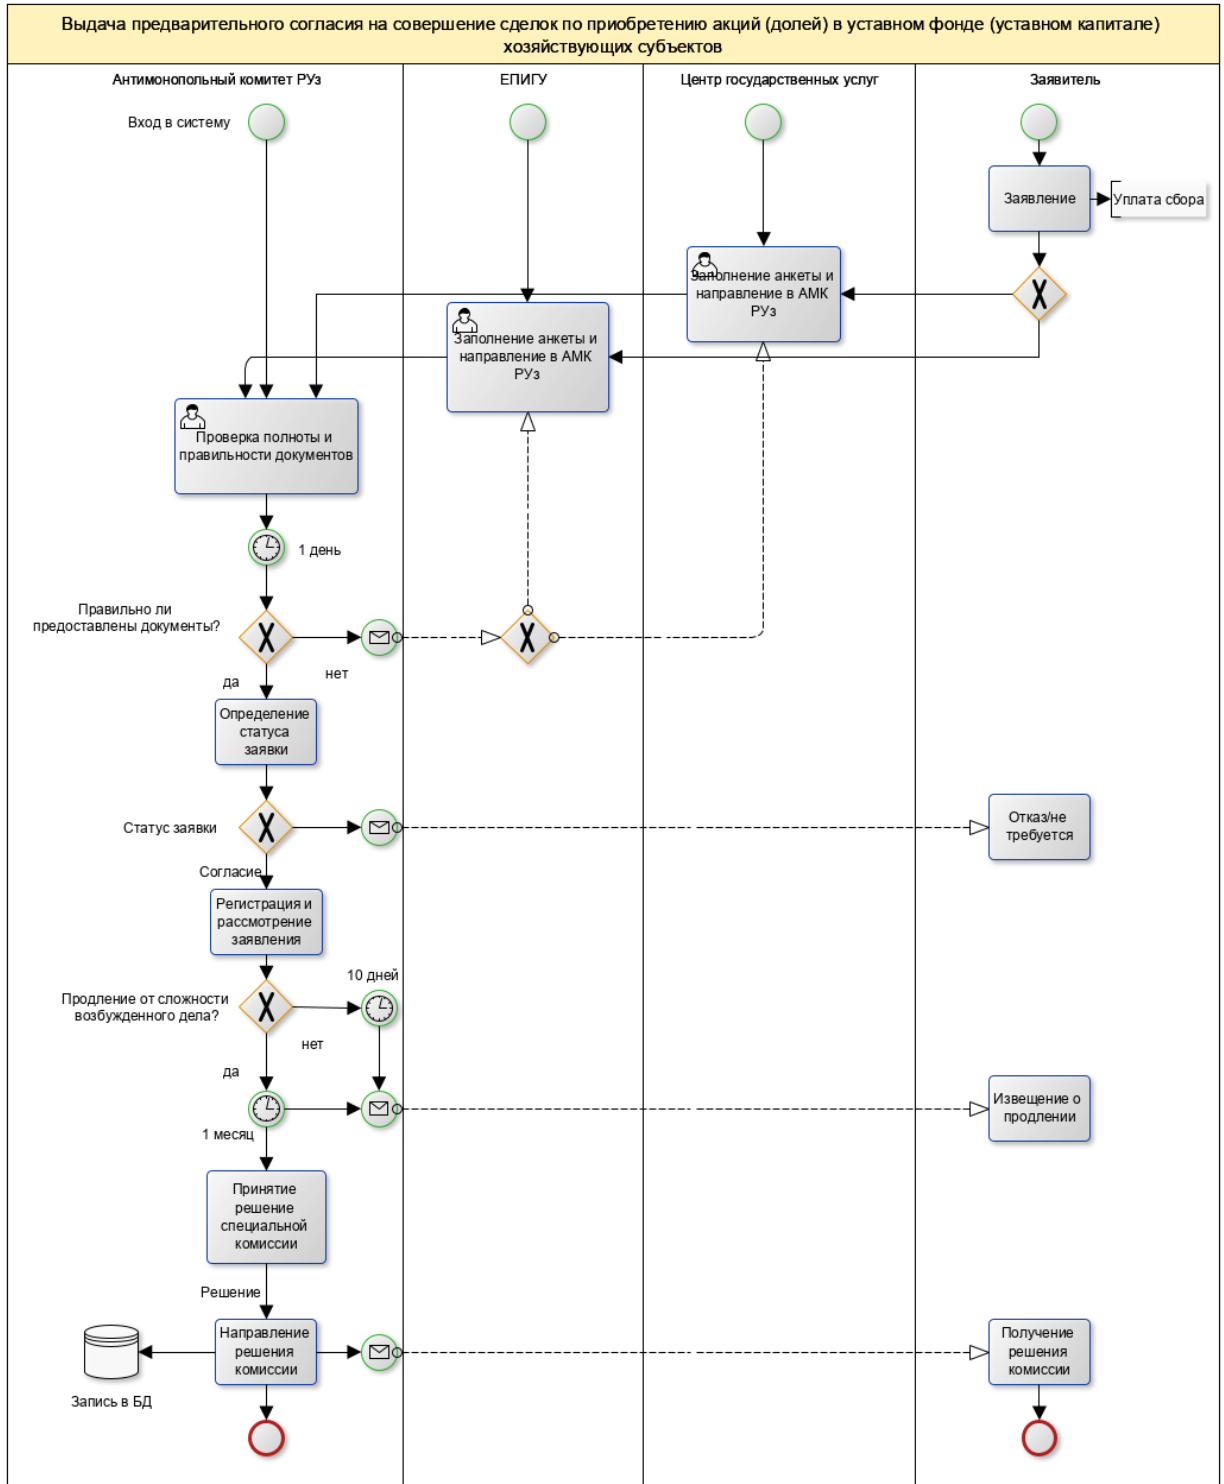 Выдача предварительного согласия на совершение сделок по приобретению акций (долей) в уставном фонде (уставном капитале)
хозяйствующих субъектов
Антимонопольный комитет РУз
ЕПИГУ
Центр государственных услуг
Заявитель
Вход в систему
Заявление
Уплата сбора
Заполнение анкеты и
направление в АМК
РУз
Заполнение анкеты и
направление в АМК
РУз
Проверка полноты и
правильности документов
1 день
Правильно ли
предоставлены документы?
нет
да
Определение
статуса
заявки
Статус заявки
Отказ/не
требуется
Согласие
Регистрация и
рассмотрение
заявления
10 дней
Продление от сложности
возбужденного дела?
нет
да
Извещение о
продлении
1 месяц
Принятие
решение
специальной
комиссии
Решение
Направление
решения
комиссии
Получение
решения
комиссии
Запись в БД